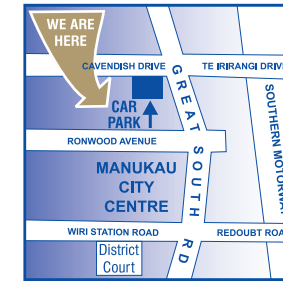 WE ARE
HERE
CAVENDISH DRIVE
TE IRIRANGI DRIVE
GREAT SOUTH RD
CAR
PARK
SOUTHERN MOTORWAY
RONWOOD AVENUE
MANUKAU
CITY
CENTRE
WIRI STATION ROAD
REDOUBT ROA
District
Court